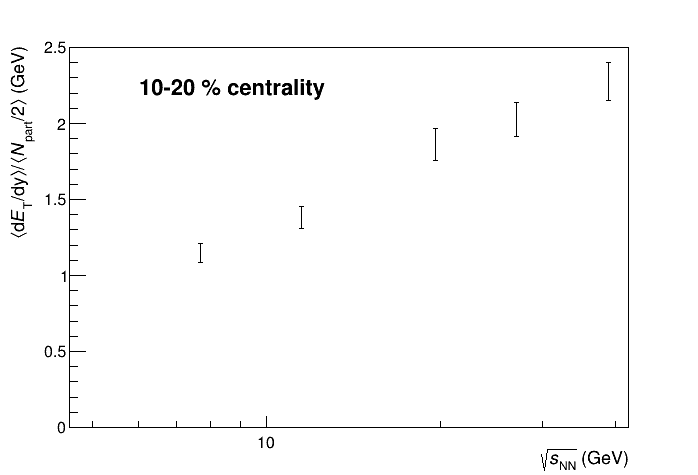 ⟨dE_T/dy⟩/⟨N_part/2⟩ (GeV)
10-20 % centrality
2.5
2
1.5
1
0.5
0
10
√s_NN (GeV)